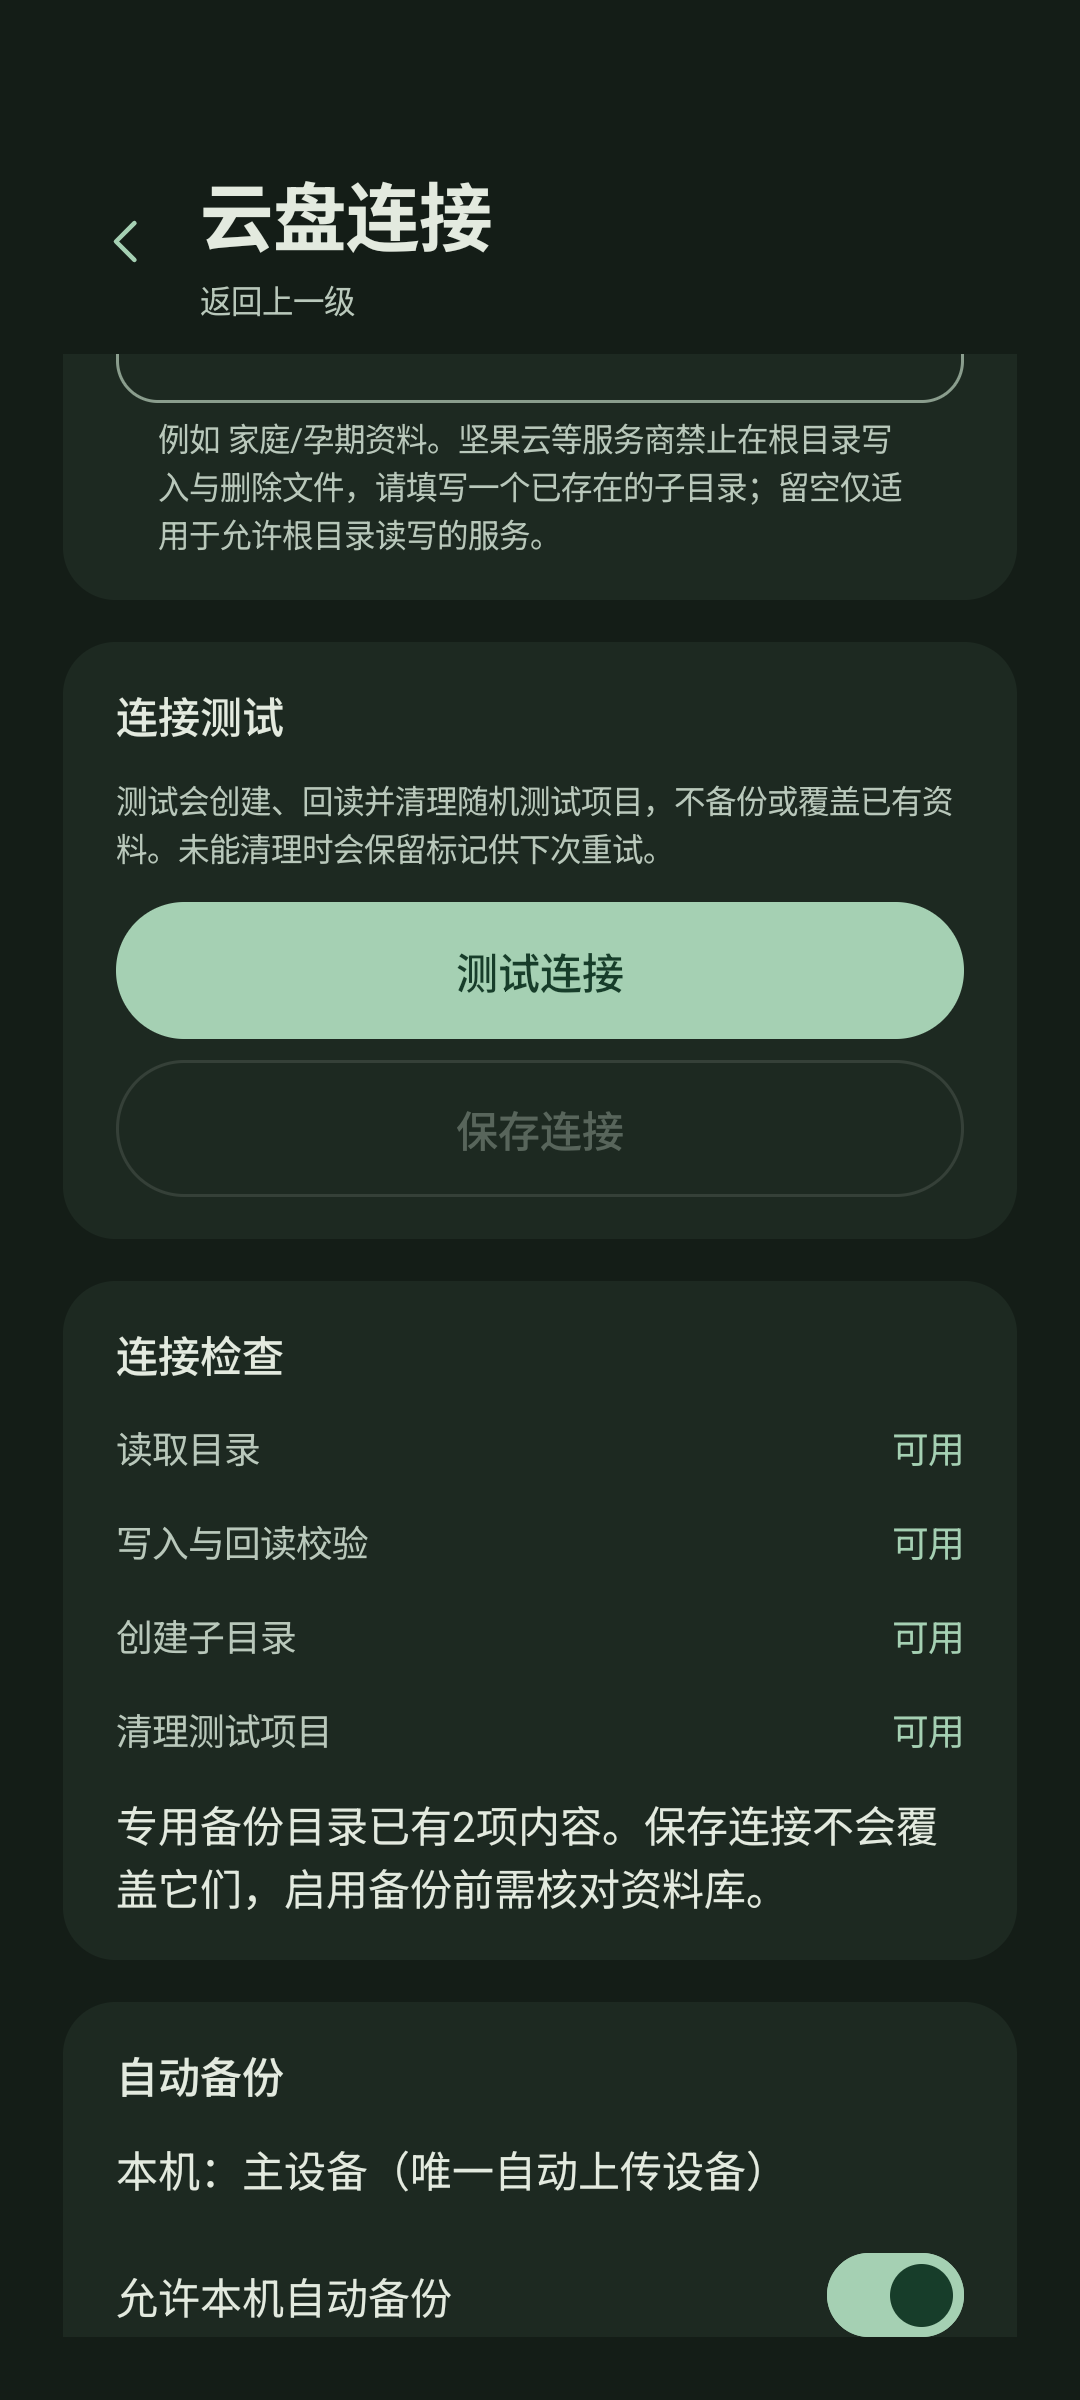 云盘连接
返回上一级
例如 家庭/孕期资料。坚果云等服务商禁止在根目录写
入与删除文件，请填写一个已存在的子目录；留空仅适
用于允许根目录读写的服务。
连接测试
测试会创建、回读并清理随机测试项目，不备份或覆盖已有资
料。未能清理时会保留标记供下次重试。
测试连接
保存连接
连接检查
读取目录 可用
写入与回读校验 可用
创建子目录 可用
清理测试项目 可用
专用备份目录已有2项内容。保存连接不会覆
盖它们，启用备份前需核对资料库。
自动备份
本机：主设备（唯一自动上传设备）
允许本机自动备份